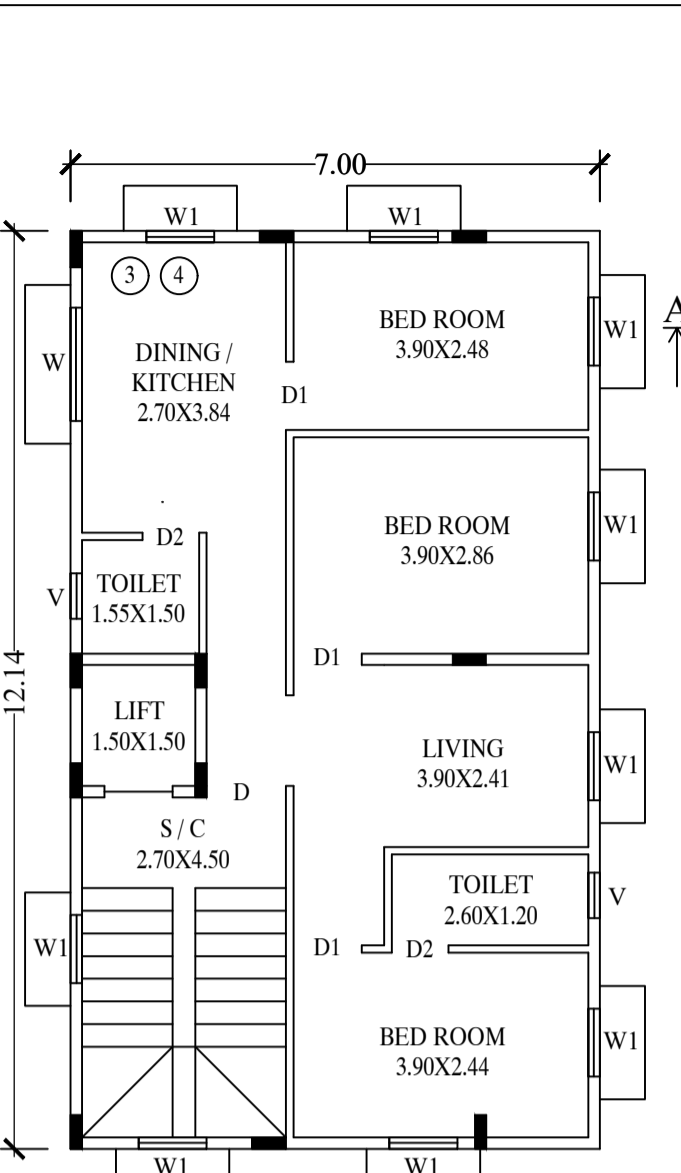 7.00
W1
W1
3
4
BED ROOM
3.90X2.48
W1
A
W
DINING /
KITCHEN
2.70X3.84
D1
BED ROOM
3.90X2.86
W1
D2
TOILET
1.55X1.50
V
D1
12.14
LIFT
1.50X1.50
LIVING
3.90X2.41
W1
D
S / C
2.70X4.50
TOILET
2.60X1.20
V
W1
D1
D2
BED ROOM
3.90X2.44
W1
W1
W1